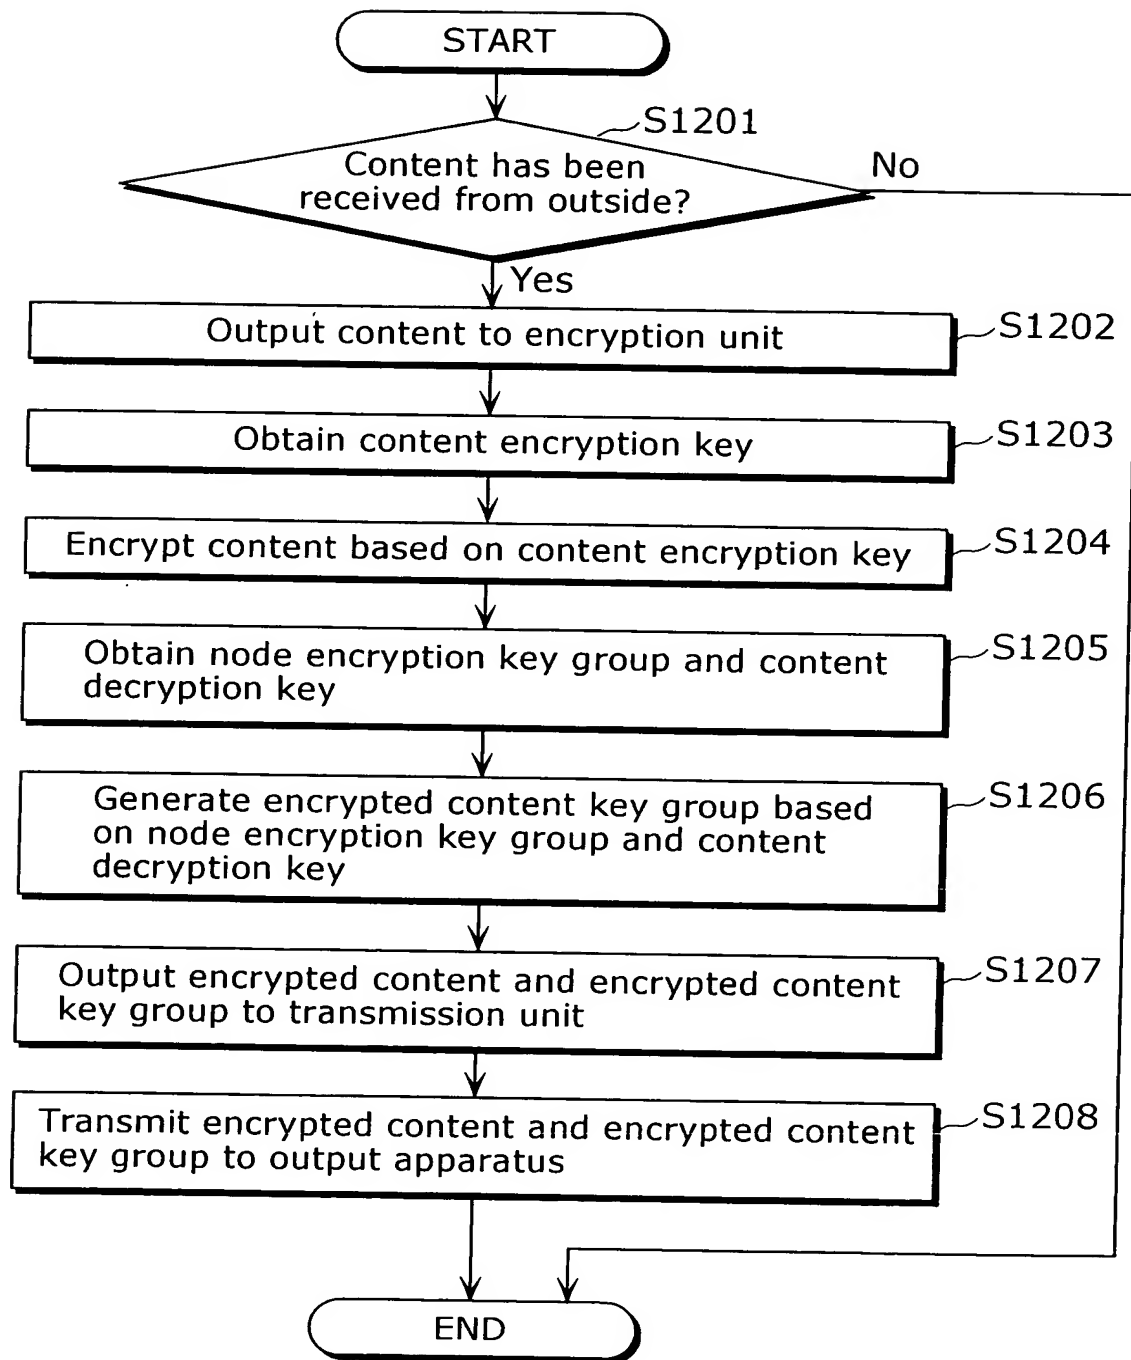 START
S1201
Content has been
received from outside?
No
Yes
Output content to encryption unit
S1202
Obtain content encryption key
S1203
Encrypt content based on content encryption key
S1204
Obtain node encryption key group and content
decryption key
S1205
Generate encrypted content key group based
on node encryption key group and content
decryption key
S1206
Output encrypted content and encrypted content
key group to transmission unit
S1207
Transmit encrypted content and encrypted content
key group to output apparatus
S1208
END